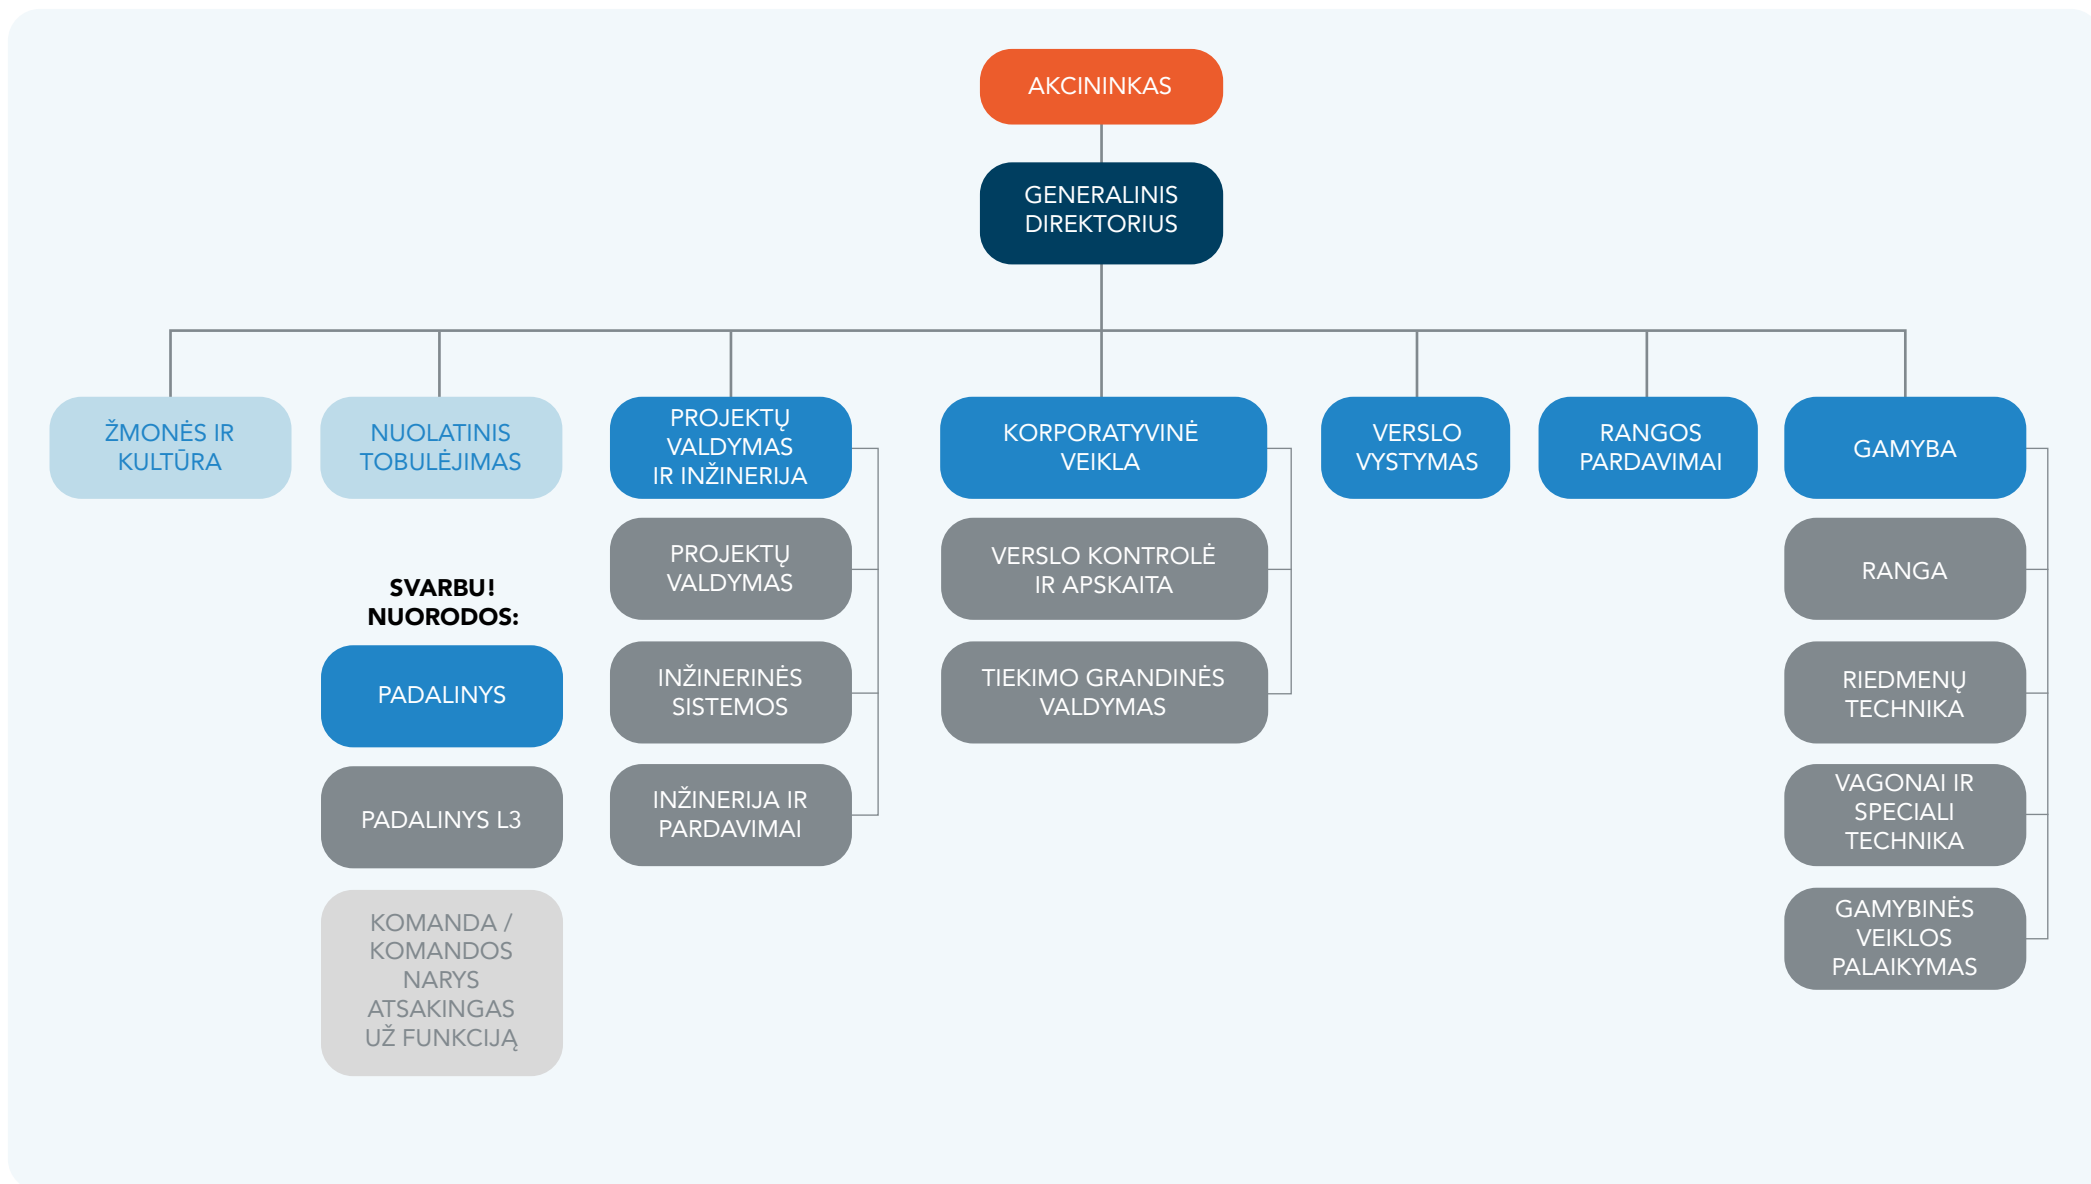 AKCININKAS
GENERALINIS
DIREKTORIUS
ŽMONĖS IR
KULTŪRA
NUOLATINIS
TOBULĖJIMAS
PROJEKTŲ
VALDYMAS
IR INŽINERIJA
KORPORATYVINĖ
VEIKLA
VERSLO
VYSTYMAS
RANGOS
PARDAVIMAI
GAMYBA
SVARBU!
NUORODOS:
PADALINYS
PADALINYS L3
KOMANDA /
KOMANDOS
NARYS
ATSAKINGAS
UŽ FUNKCIJĄ
PROJEKTŲ
VALDYMAS
INŽINERINĖS
SISTEMOS
INŽINERIJA IR
PARDAVIMAI
VERSLO KONTROLĖ
IR APSKAITA
TIEKIMO GRANDINĖS
VALDYMAS
RANGA
RIEDMENŲ
TECHNIKA
VAGONAI IR
SPECIALI
TECHNIKA
GAMYBINĖS
VEIKLOS
PALAIKYMAS